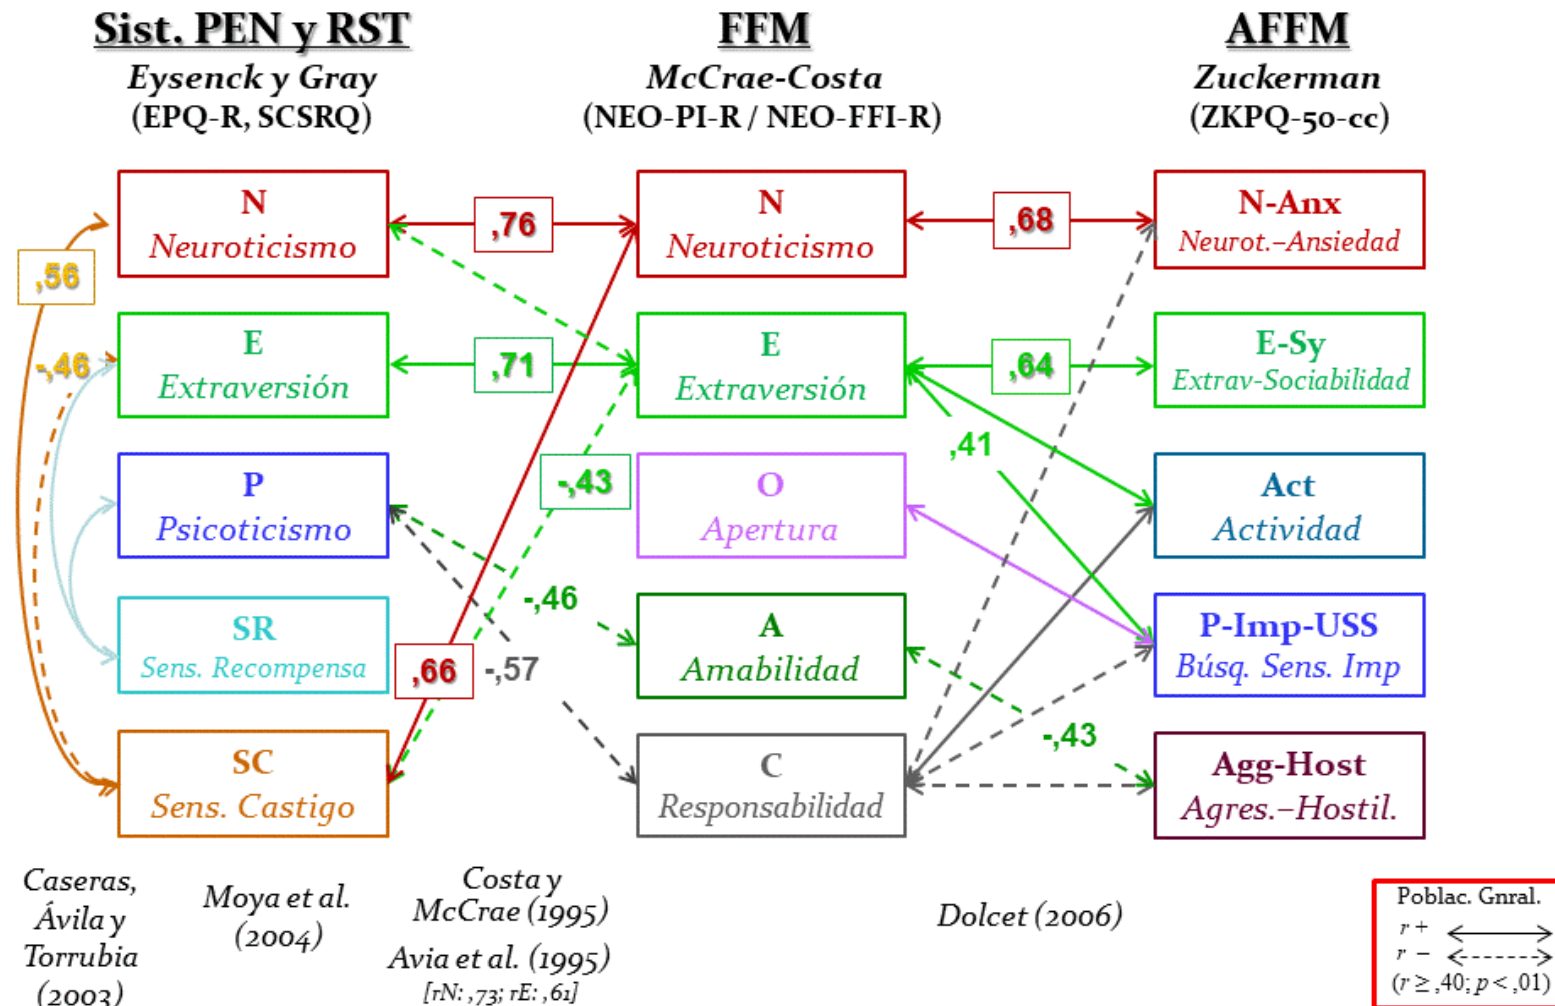 Sist. PEN y RST
Eysenck y Gray
(EPQ-R, SCSRQ)
FFM
McCrae-Costa
(NEO-PI-R / NEO-FFI-R)
AFFM
Zuckerman
(ZKPQ-50-cc)
N
Neuroticismo
E
Extraversión
P
Psicoticismo
SR
Sens. Recompensa
SC
Sens. Castigo
,56
-,46
,76
,71
-,43
-,46
,66
-,57
N
Neuroticismo
E
Extraversión
O
Apertura
A
Amabilidad
C
Responsabilidad
,68
,64
,41
-,43
N-Anx
Neurot.–Ansiedad
E-Sy
Extrav-Sociabilidad
Act
Actividad
P-Imp-USS
Búsq. Sens. Imp
Agg-Host
Agres.–Hostil.
Caseras,
Ávila y
Torrubia
(2003)
Moya et al.
(2004)
Costa y
McCrae (1995)
Avia et al. (1995)
[rN: ,73; rE: ,61]
Dolcet (2006)
Poblac. Gnral.
r +
r –
(r ≥ ,40; p < ,01)